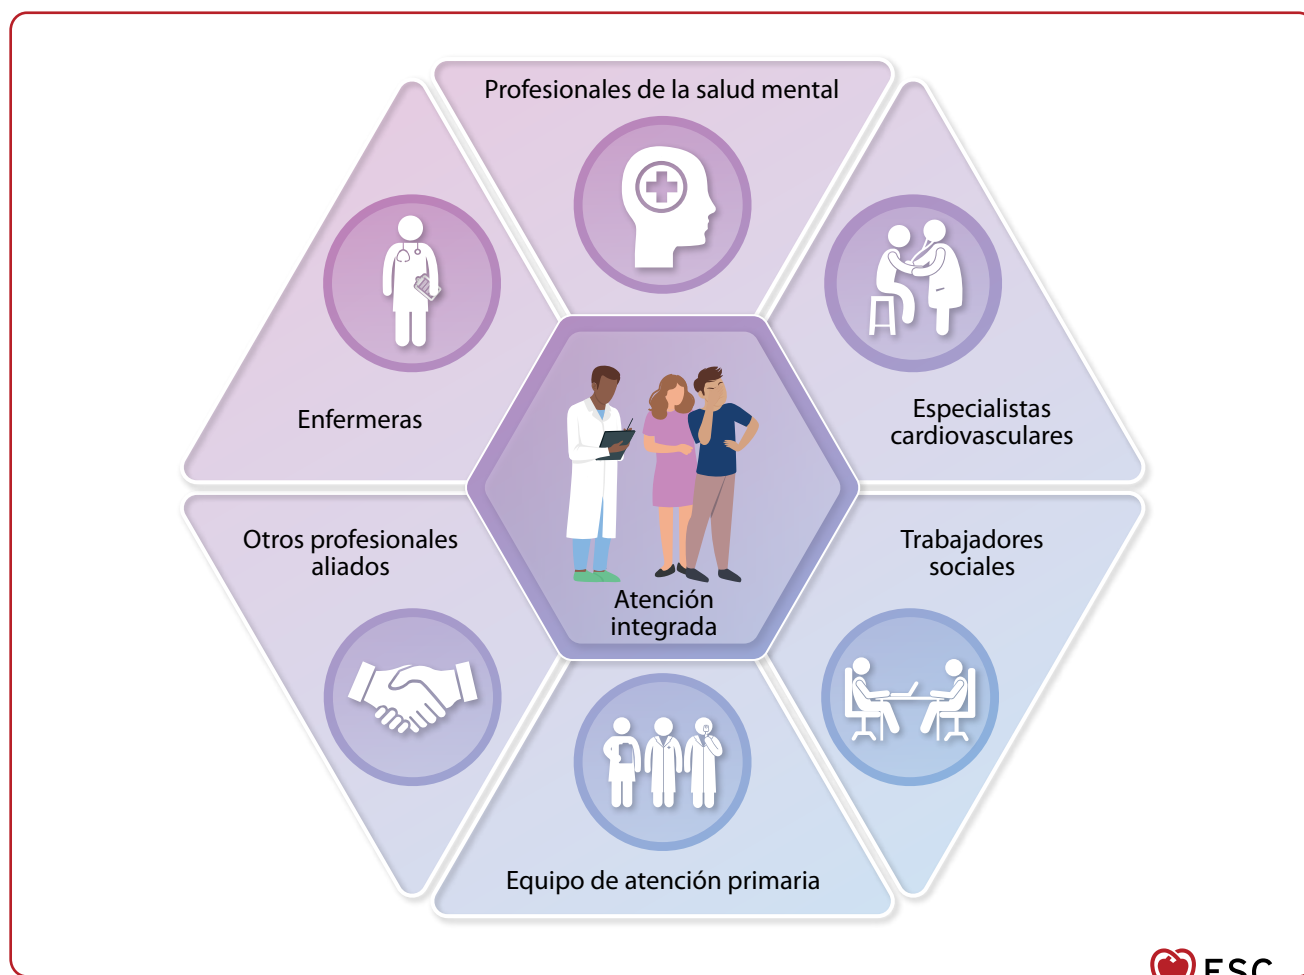 Profesionales de la salud mental
Enfermeras
Especialistas
cardiovasculares
Otros profesionales
aliados
Trabajadores
sociales
Atención
integrada
Equipo de atención primaria
ESC